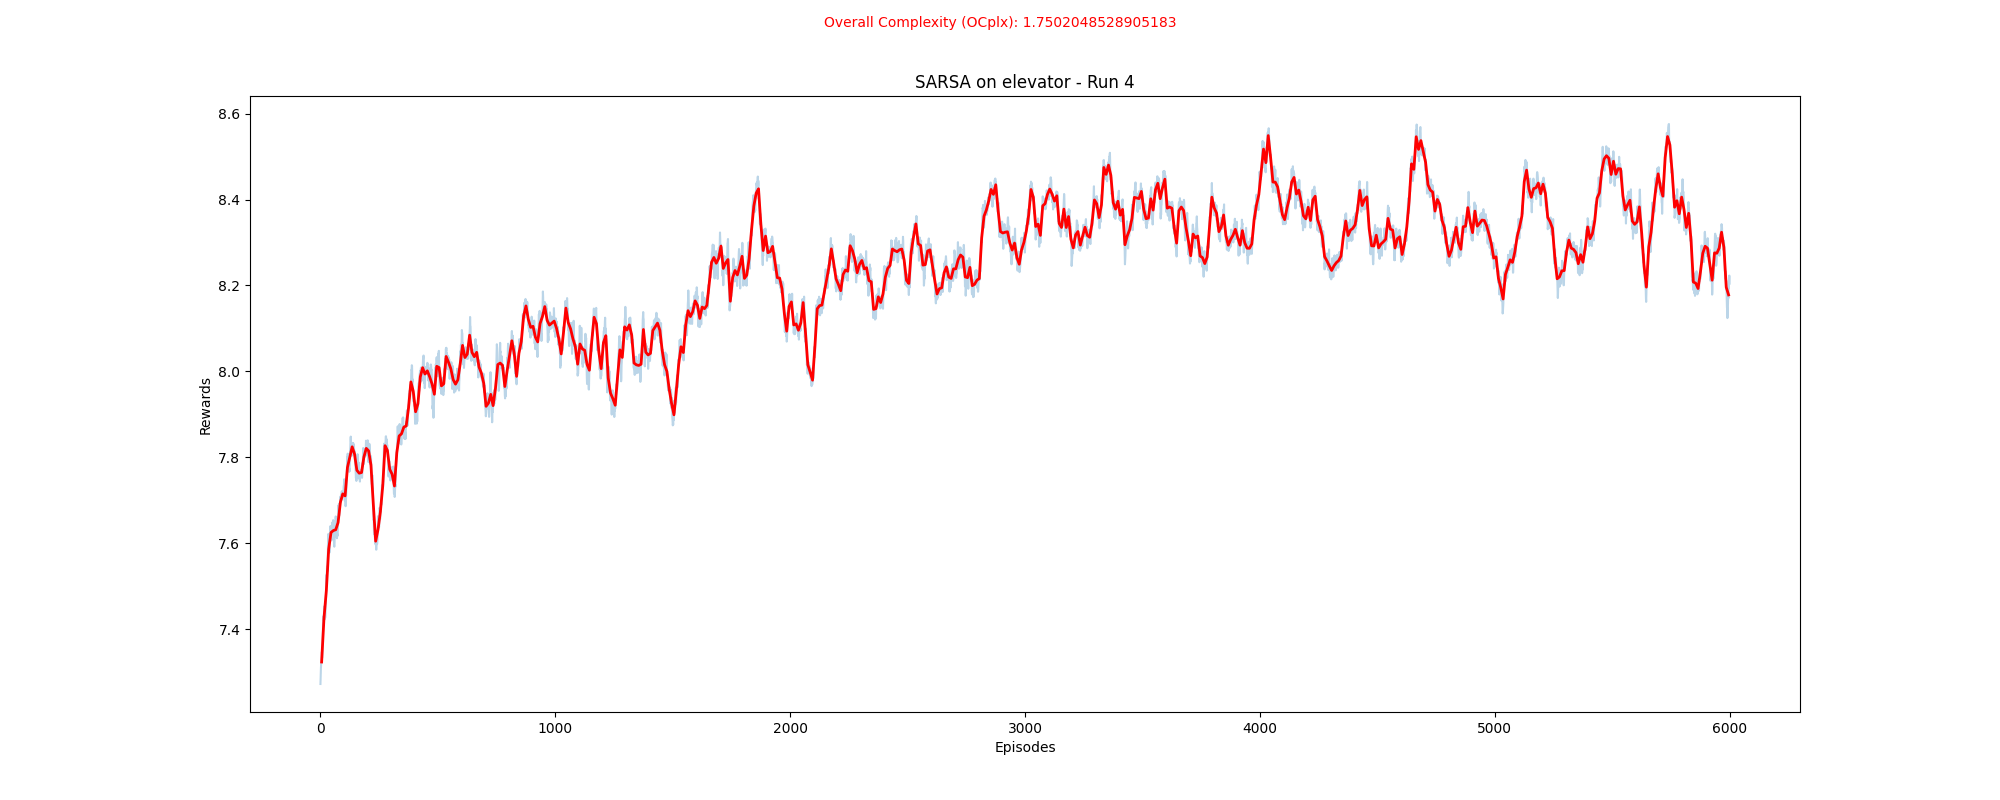 Overall Complexity (OCplx): 1.7502048528905183
SARSA on elevator - Run 4
8.6
8.4
8.2
8.0
7.8
7.6
7.4
Rewards
0 1000 2000 3000 4000 5000 6000
Episodes